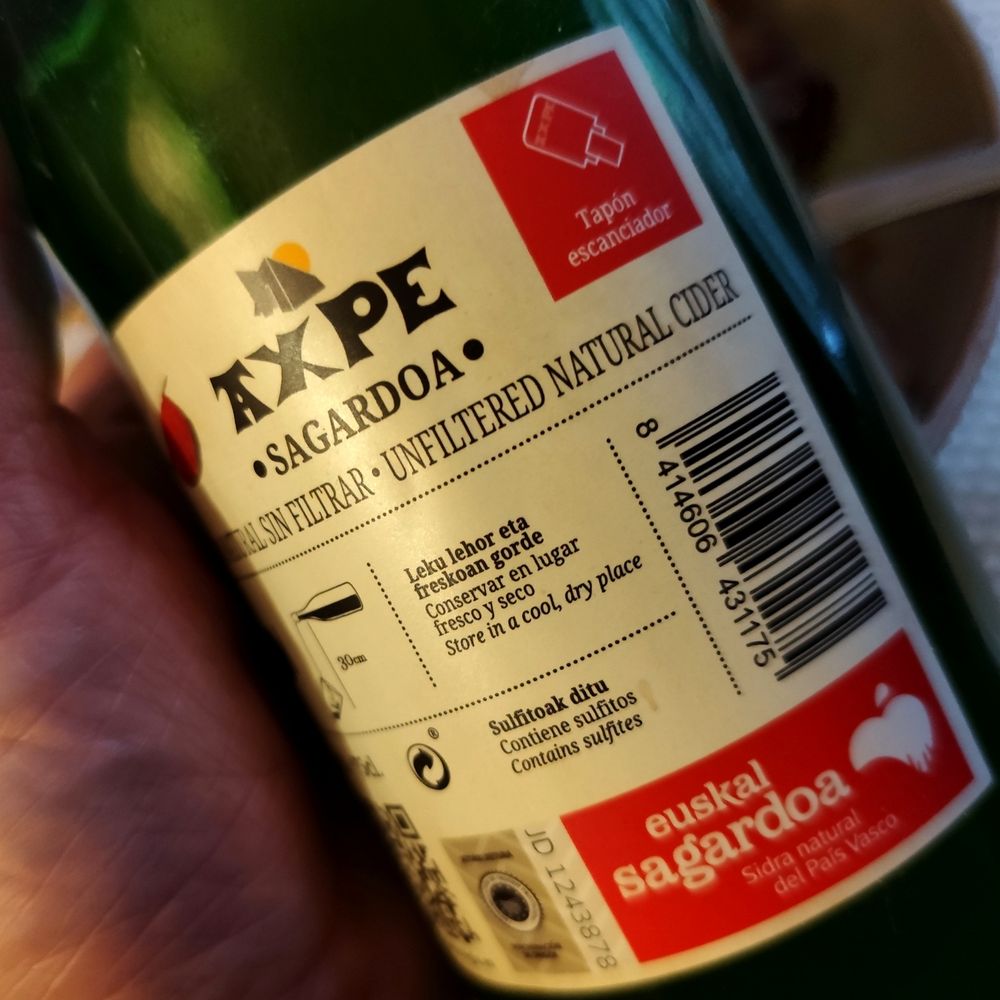 Tapón
escanciador
AXPE
• SAGARDOA •
SIN FILTRAR • UNFILTERED NATURAL CIDER
30cm
Leku lehor eta
freskoan gorde
Conservar en lugar
fresco y seco
Store in a cool, dry place
8 414606 431175
Sulfitoak ditu
Contiene sulfitos
Contains sulfites
®
JD 1243878
euskal
sagardoa
Sidra natural
del País Vasco